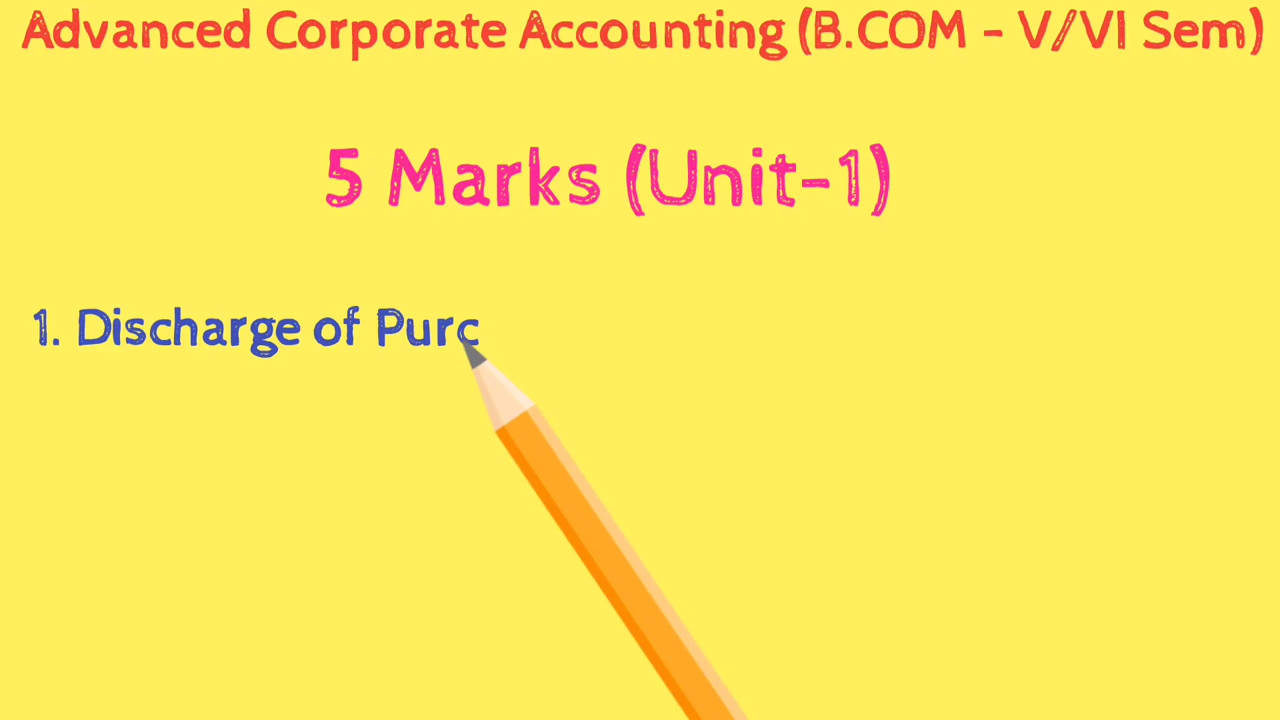 Advanced Corporate Accounting (B.COM - V/VI Sem)
5 Marks (Unit-1)
1. Discharge of Purc